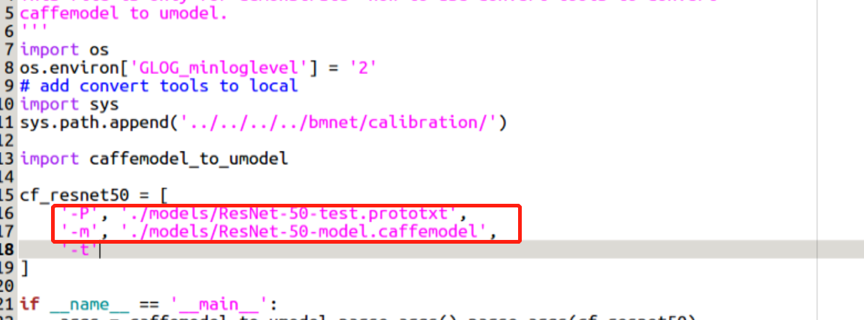 5 caffemodel to umodel.
6 '''
7 import os
8 os.environ['GLOG_minloglevel'] = '2'
9 # add convert tools to local
10 import sys
11 sys.path.append('../../../../bmnet/calibration/')
12
13 import caffemodel_to_umodel
14
15 cf_resnet50 = [
16 '-P', './models/ResNet-50-test.prototxt',
17 '-m', './models/ResNet-50-model.caffemodel',
18 '-t'
19 ]
20
21 if __name__ == '__main__':